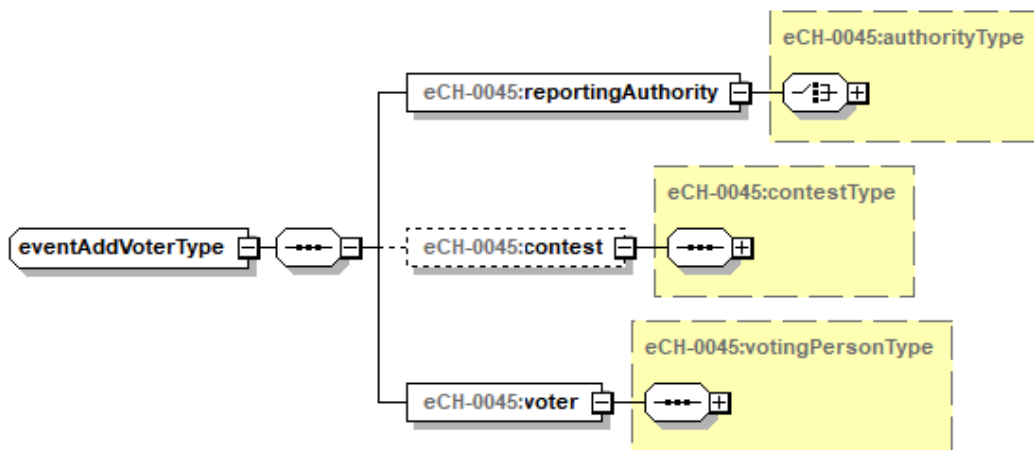 eCH-0045:authorityType
eCH-0045:reportingAuthority
eCH-0045:contestType
eventAddVoterType
eCH-0045:contest
eCH-0045:votingPersonType
eCH-0045:voter